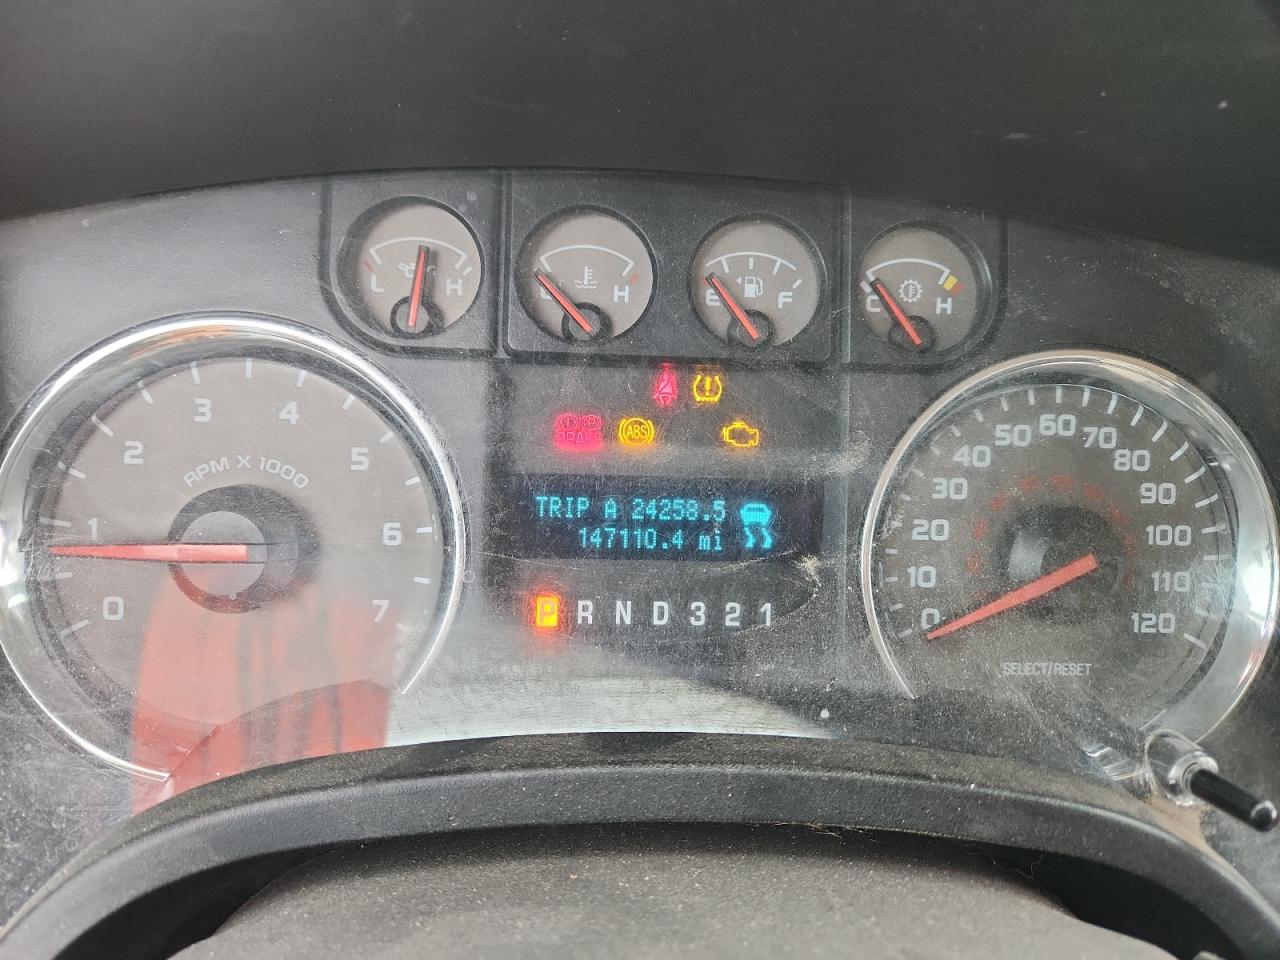 L H
C H
E F
C H
0 1 2 3 4 5 6 7
RPM X 1000
BRAKE
ABS
TRIP A 24258.5
147110.4 mi
P R N D 3 2 1
0 10 20 30 40 50 60 70 80 90 100 110 120
SELECT/RESET